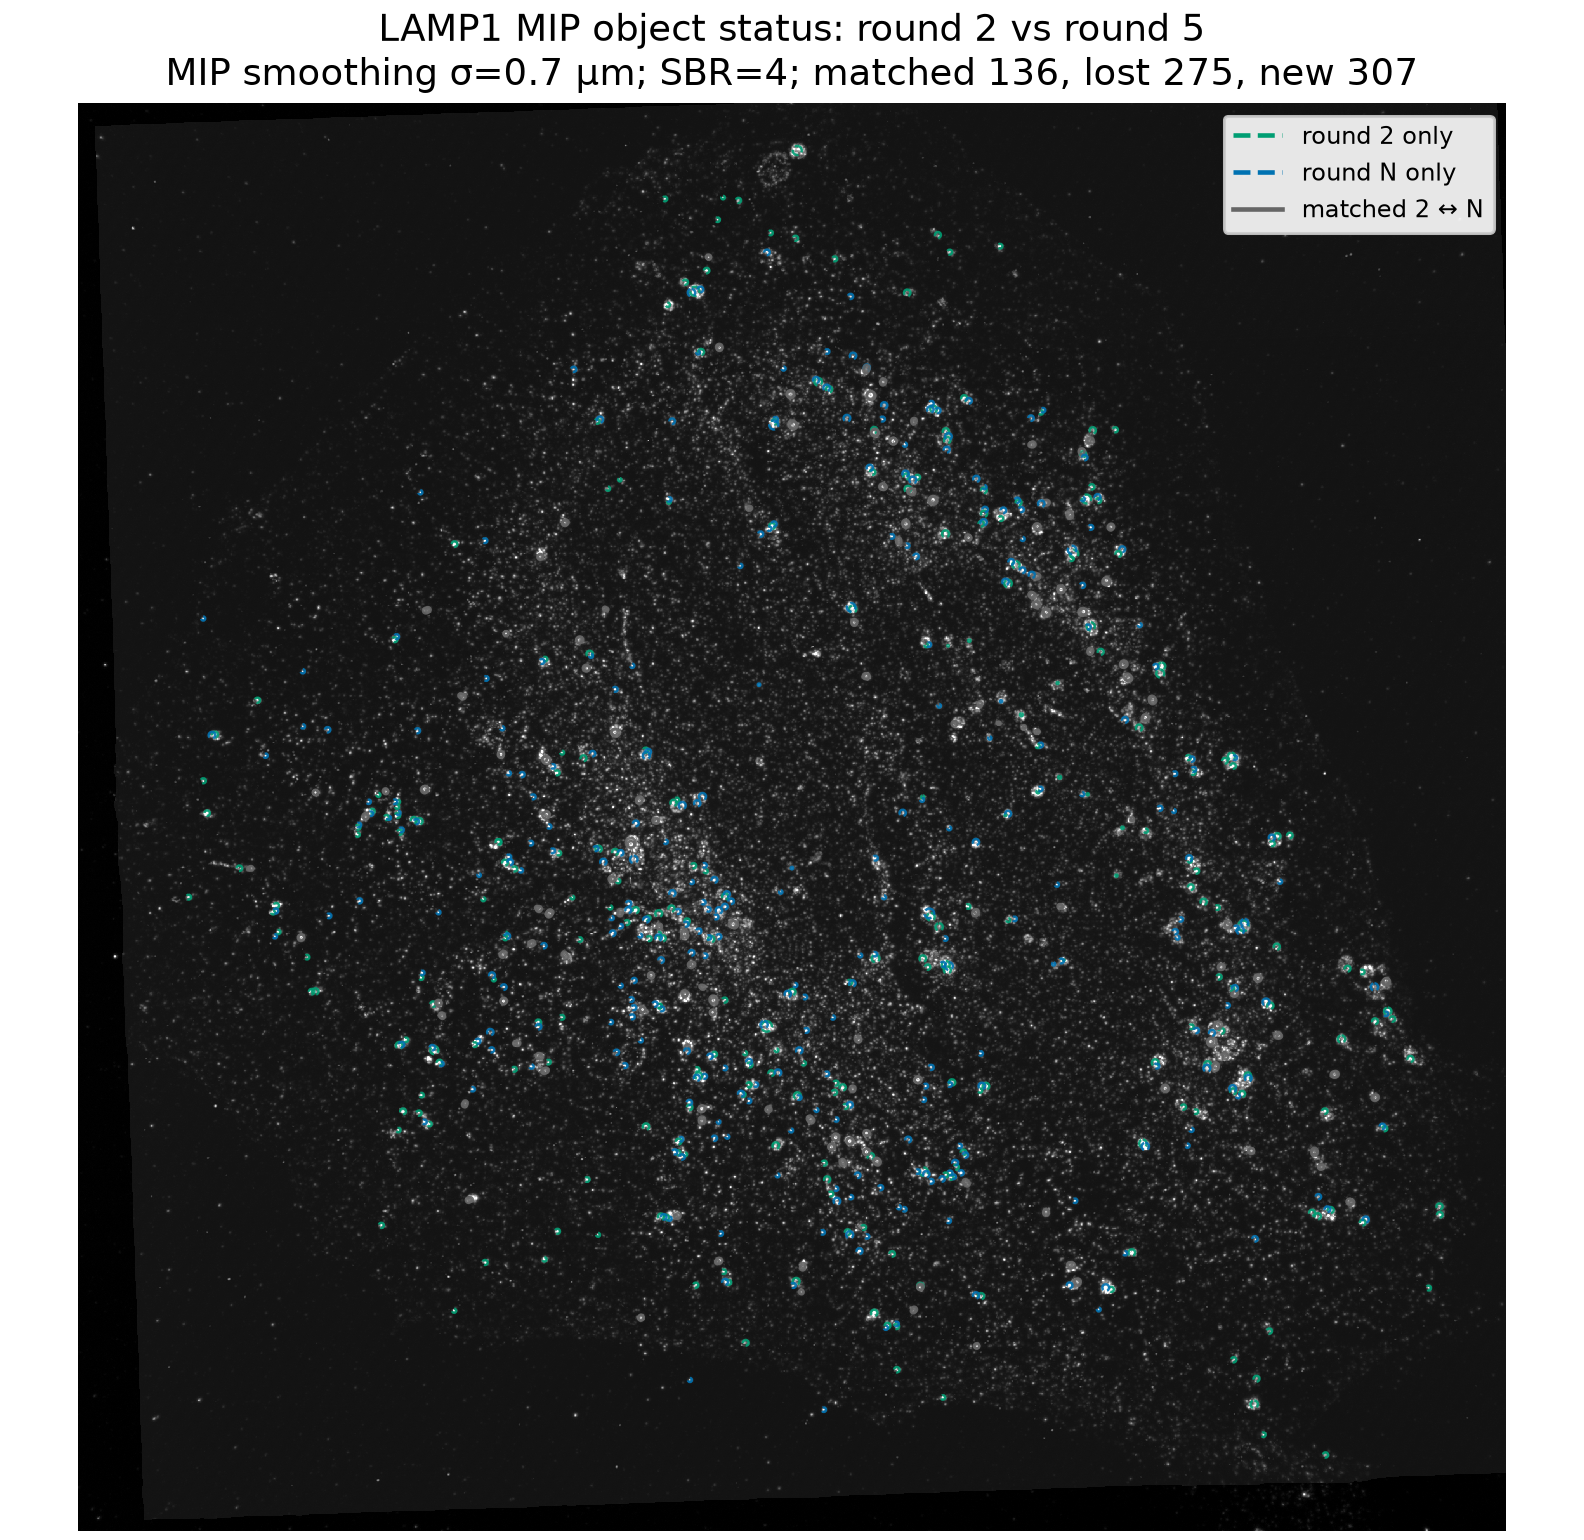 LAMP1 MIP object status: round 2 vs round 5
MIP smoothing σ=0.7 µm; SBR=4; matched 136, lost 275, new 307
round 2 only
round N only
matched 2 ↔ N